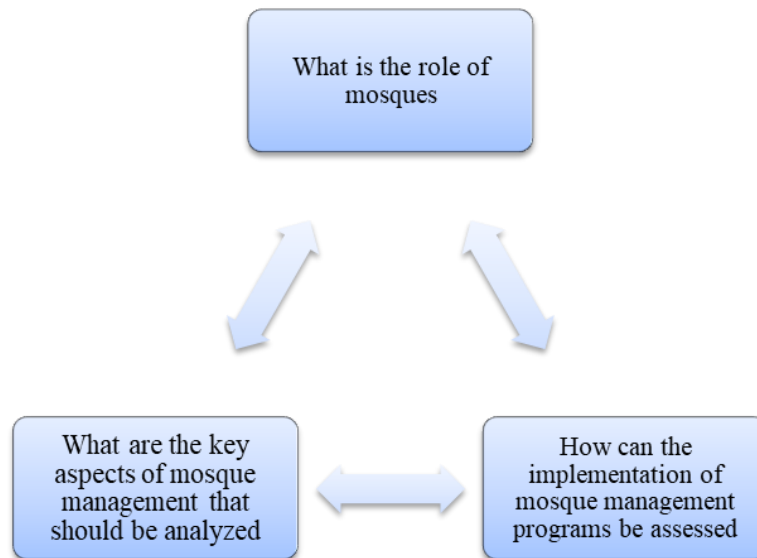 What is the role of
mosques
What are the key
aspects of mosque
management that
should be analyzed
How can the
implementation of
mosque management
programs be assessed